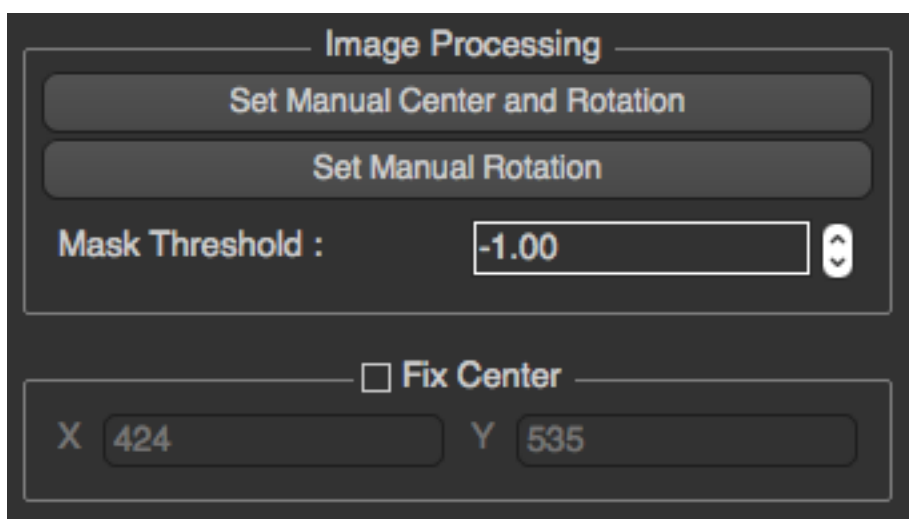 Image Processing
Set Manual Center and Rotation
Set Manual Rotation
Mask Threshold : -1.00
Fix Center
X 424 Y 535